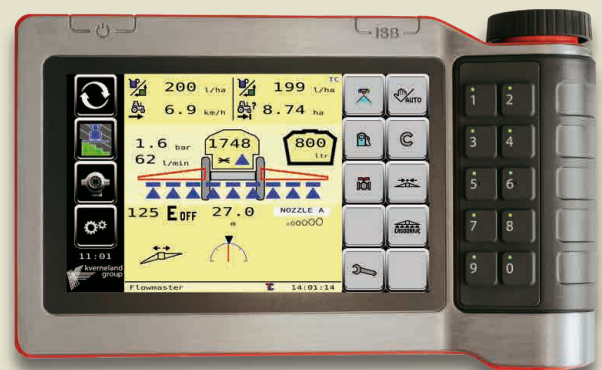 ISB
TC
200 l/ha
199 l/ha
6.9 km/h
? 8.74 ha
AUTO
1 2
1.6 bar
1748
800
ltr
C
62 l/min
3 4
5 6
125 E OFF 27.0
m
NOZZLE A
ERGODRIVE
7 8
11:01
kverneland
group
9 0
Flowmaster
TC 14:01:14